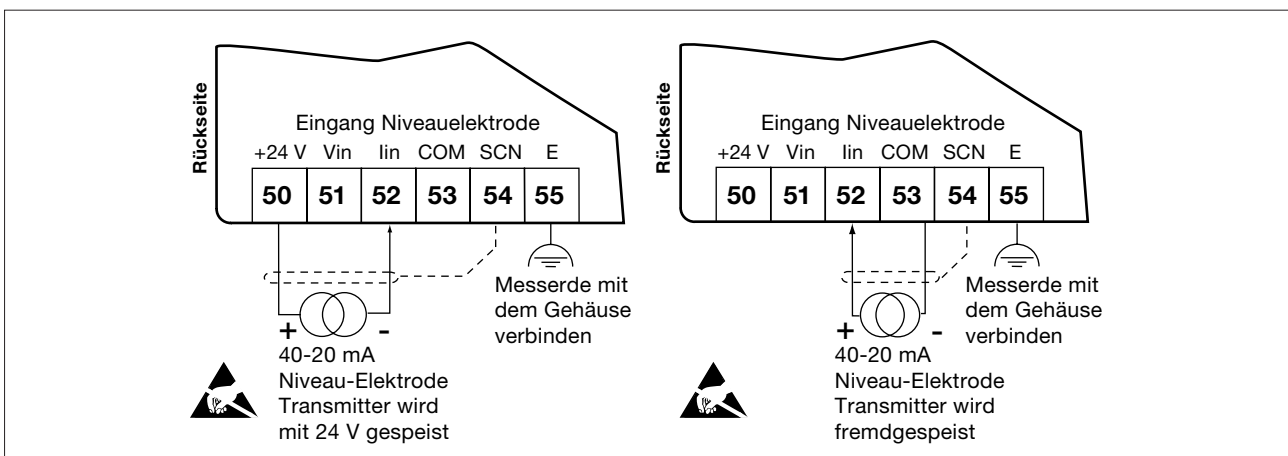 Rückseite
Eingang Niveauelektrode
+24 V Vin Iin COM SCN E
50 51 52 53 54 55
Messerde mit
dem Gehäuse
verbinden
+ -
40-20 mA
Niveau-Elektrode
Transmitter wird
mit 24 V gespeist
Rückseite
Eingang Niveauelektrode
+24 V Vin Iin COM SCN E
50 51 52 53 54 55
Messerde mit
dem Gehäuse
verbinden
+ -
40-20 mA
Niveau-Elektrode
Transmitter wird
fremdgespeist